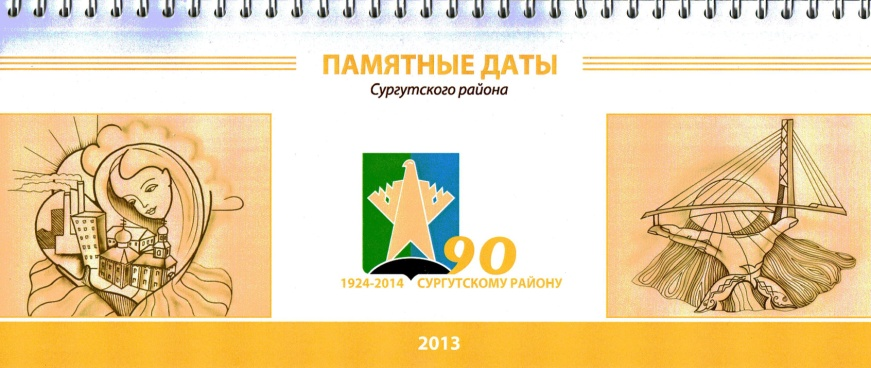 ПАМЯТНЫЕ ДАТЫ
Сургутского района
90
1924-2014 СУРГУТСКОМУ РАЙОНУ
2013